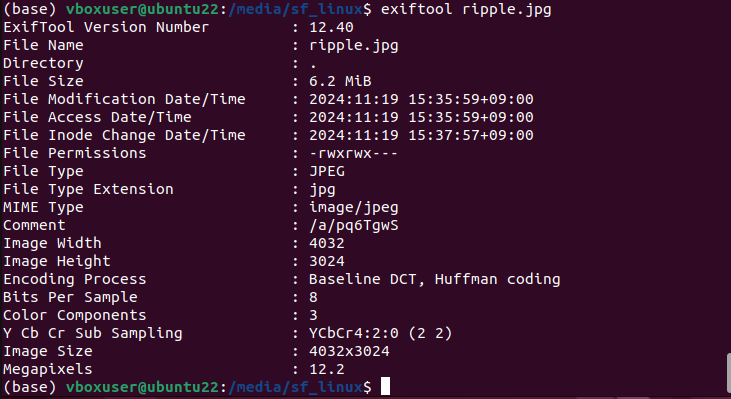 (base) vboxuser@ubuntu22:/media/sf_linux$ exiftool ripple.jpg
ExifTool Version Number         : 12.40
File Name                       : ripple.jpg
Directory                       : .
File Size                       : 6.2 MiB
File Modification Date/Time     : 2024:11:19 15:35:59+09:00
File Access Date/Time           : 2024:11:19 15:35:59+09:00
File Inode Change Date/Time     : 2024:11:19 15:37:57+09:00
File Permissions                : -rwxrwx---
File Type                       : JPEG
File Type Extension             : jpg
MIME Type                       : image/jpeg
Comment                         : /a/pq6TgwS
Image Width                     : 4032
Image Height                    : 3024
Encoding Process                : Baseline DCT, Huffman coding
Bits Per Sample                 : 8
Color Components                : 3
Y Cb Cr Sub Sampling            : YCbCr4:2:0 (2 2)
Image Size                      : 4032x3024
Megapixels                      : 12.2
(base) vboxuser@ubuntu22:/media/sf_linux$